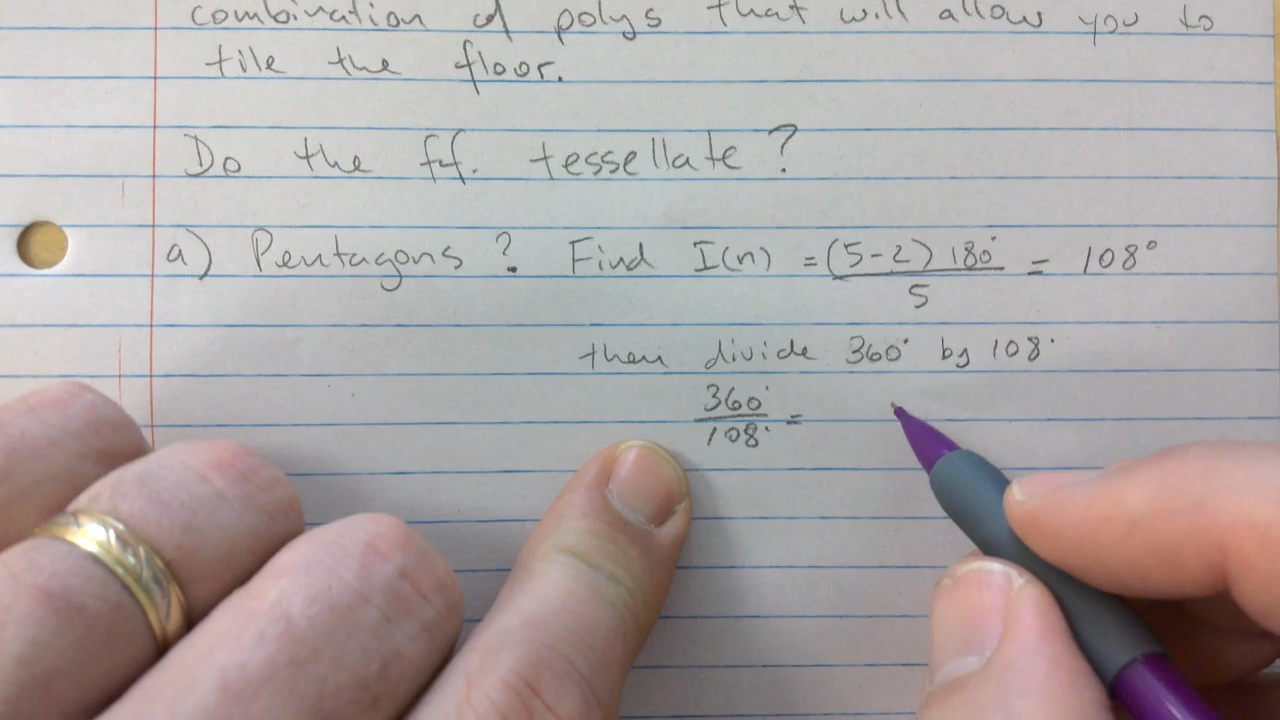 combination of polys that will allow you to
tile the floor.
Do the ff. tessellate?
a) Pentagons? Find I(n) = (5-2) 180° / 5 = 108°
then divide 360° by 108°
360° / 108° =